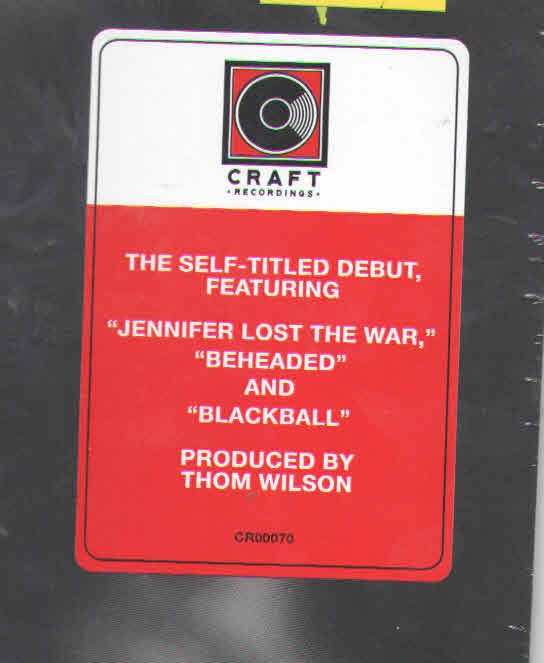 CRAFT
•RECORDINGS•
THE SELF-TITLED DEBUT,
FEATURING
“JENNIFER LOST THE WAR,”
“BEHEADED”
AND
“BLACKBALL”
PRODUCED BY
THOM WILSON
CR00070